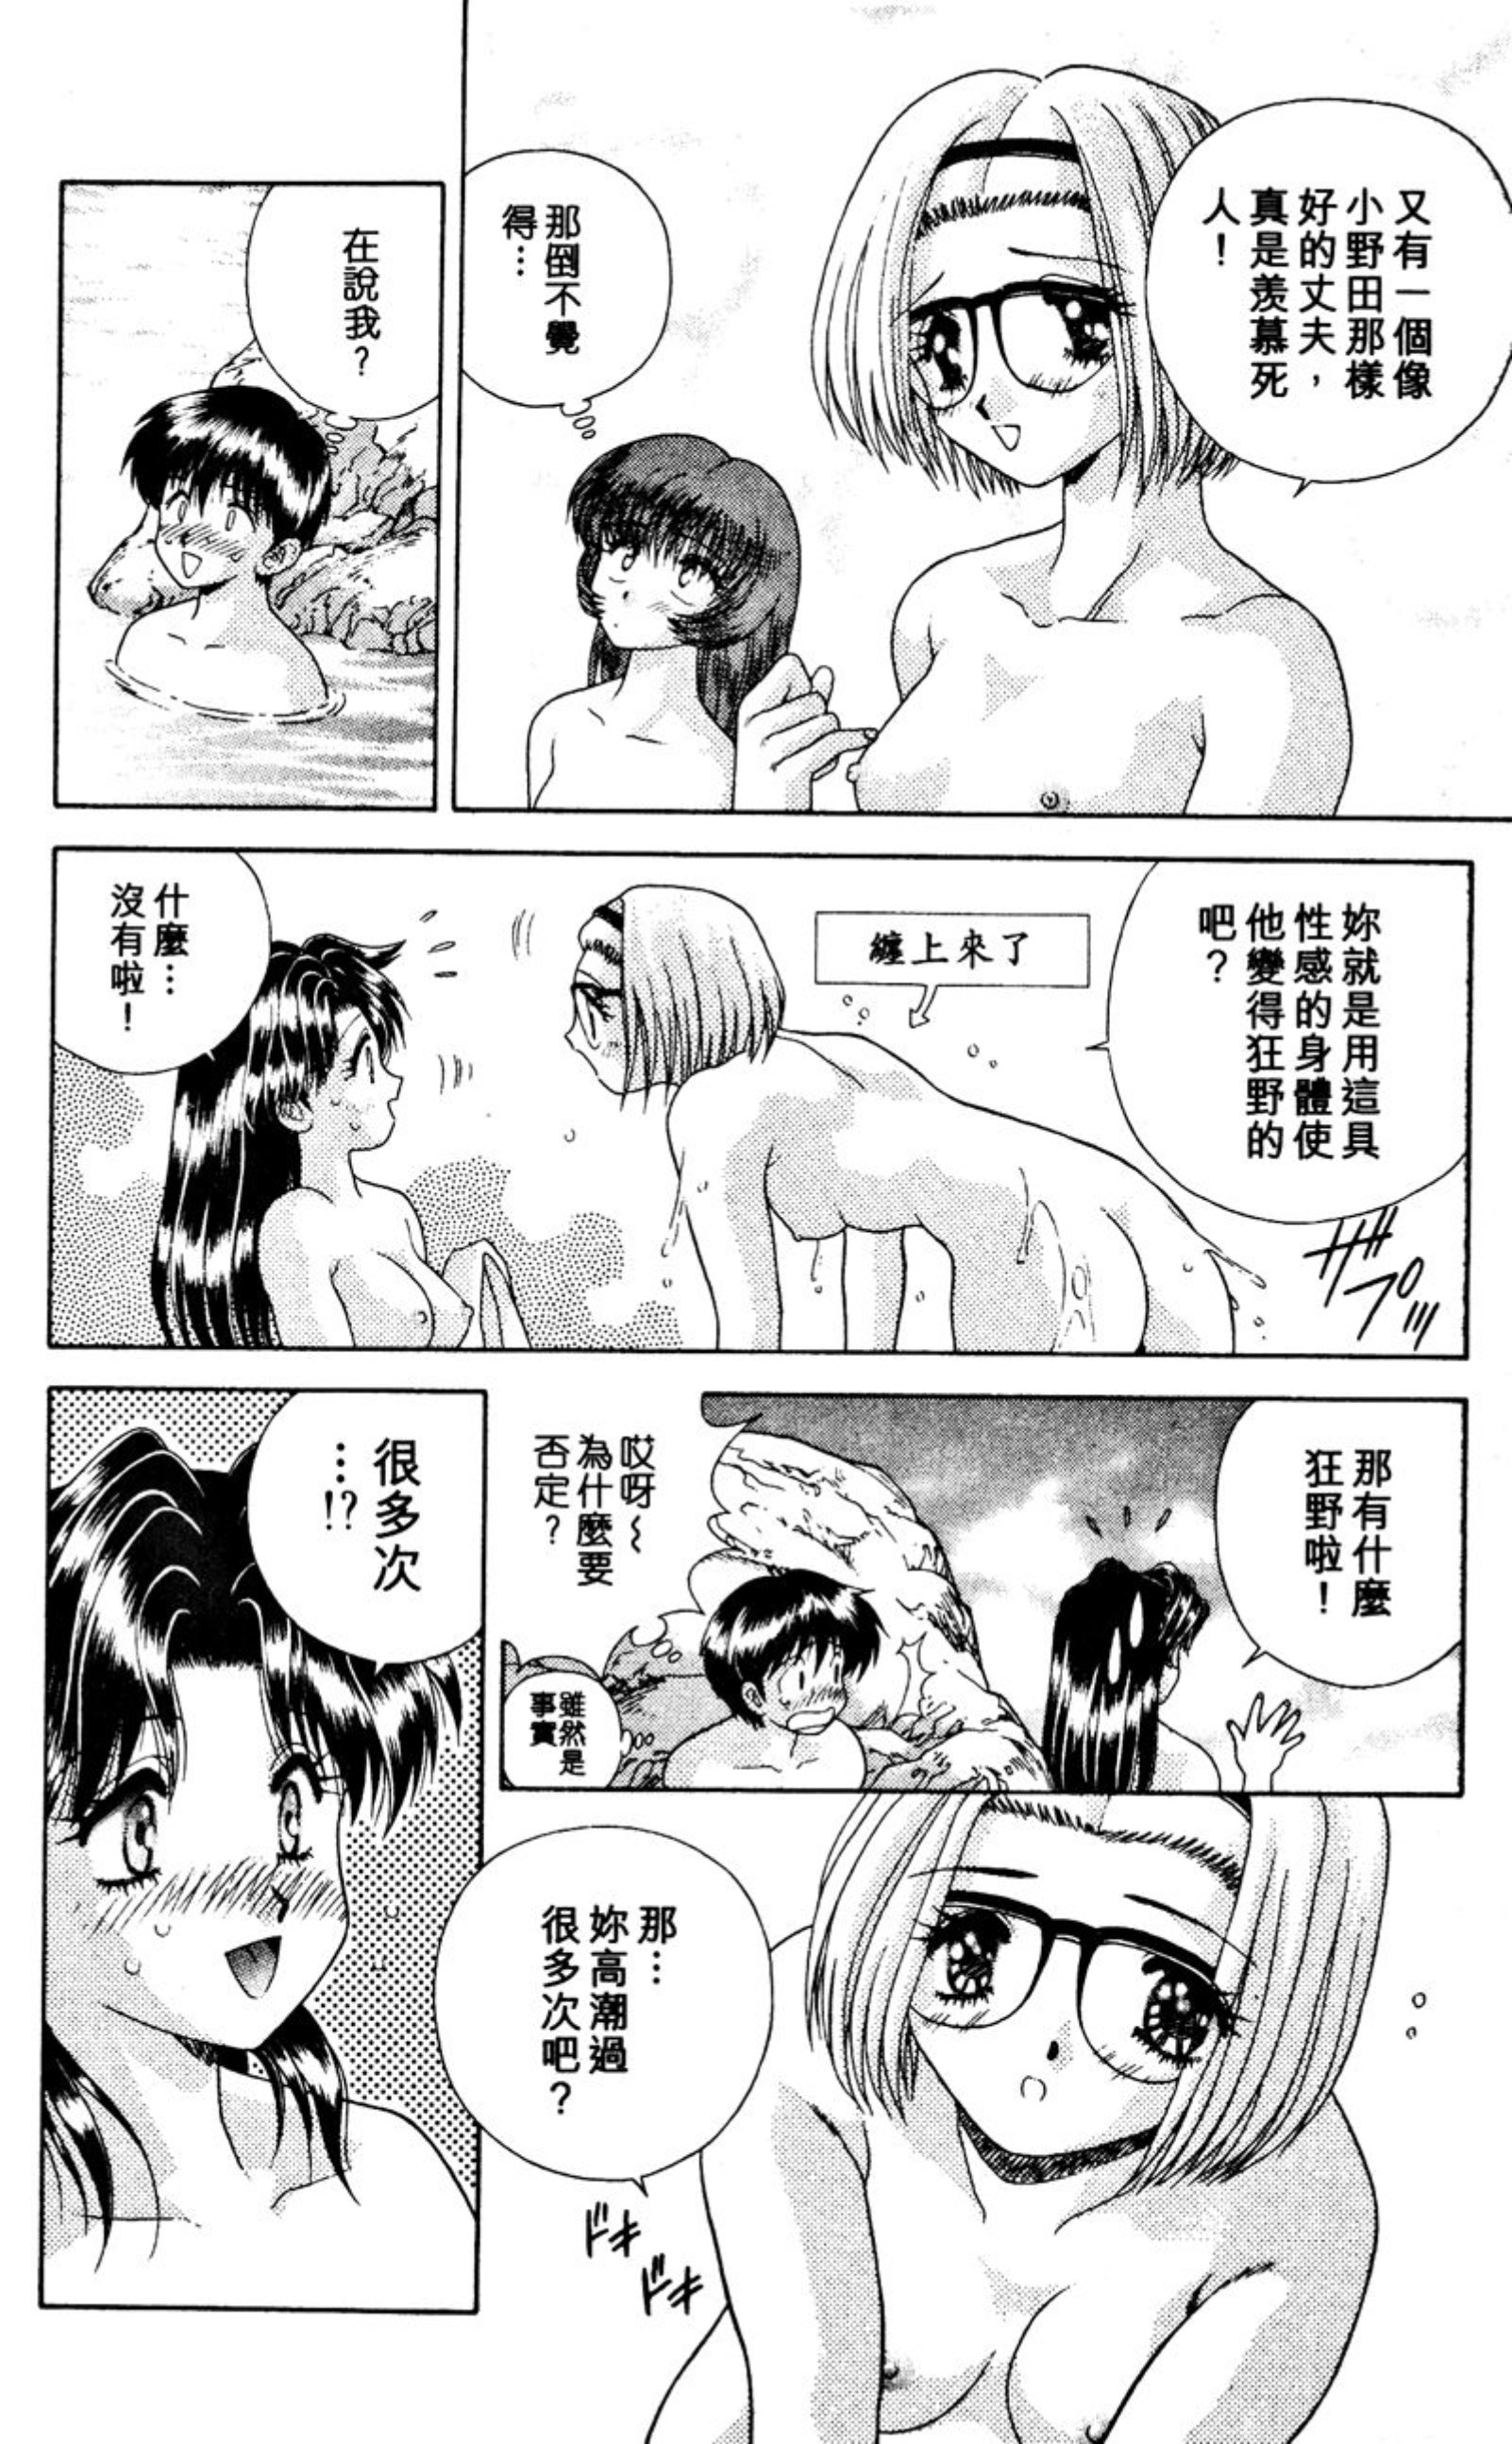 又有一個像
小野田那樣
好的丈夫，
真是羨慕死
人！
那倒不覺
得…
在說我？
妳就是用這具
性感的身體使
他變得狂野的
吧？
纏上來了
ザブッ
什麼…
沒有啦！
那有什麼
狂野啦！
哎呀～
為什麼要
否定？
雖然是
事實
那…
妳高潮過
很多次吧？
ドキ
ドキ
很多次
…!?